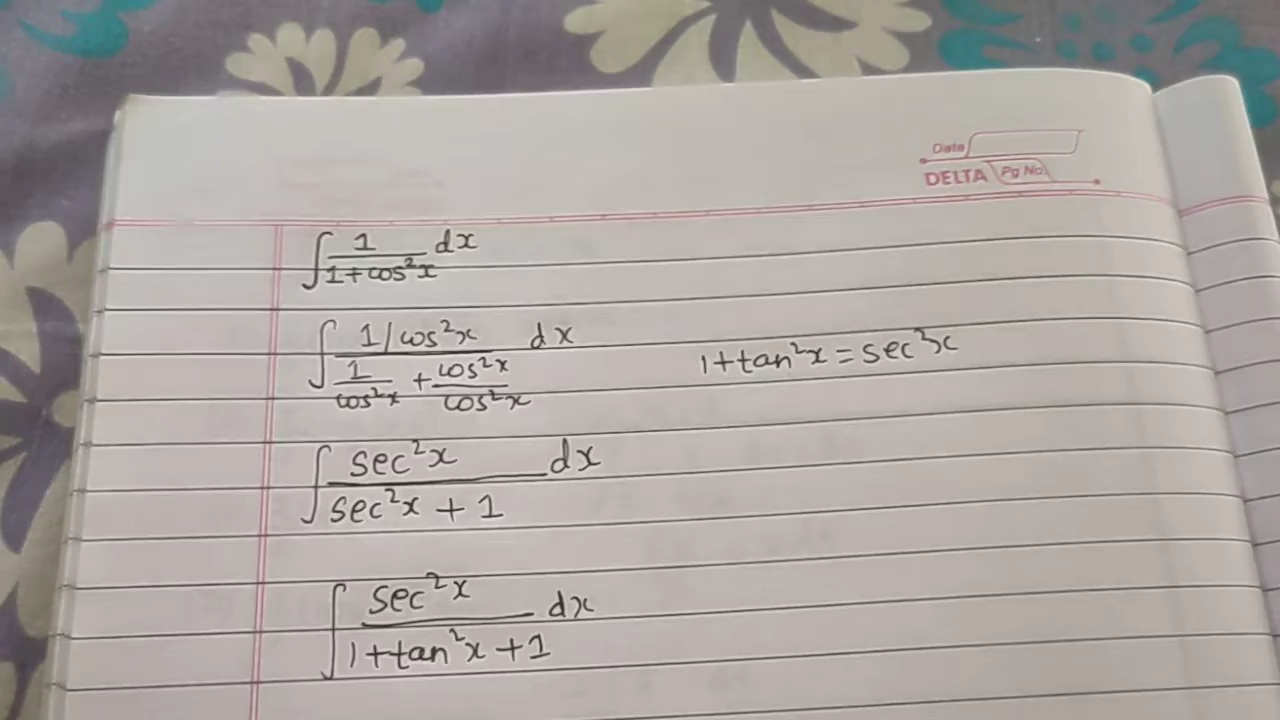 Date
DELTA Pg No.
∫ 1/(1+cos²x) dx
∫ (1/cos²x)/(1/cos²x + cos²x/cos²x) dx
1+tan²x = sec²x
∫ sec²x/(sec²x + 1) dx
∫ sec²x/(1+tan²x+1) dx